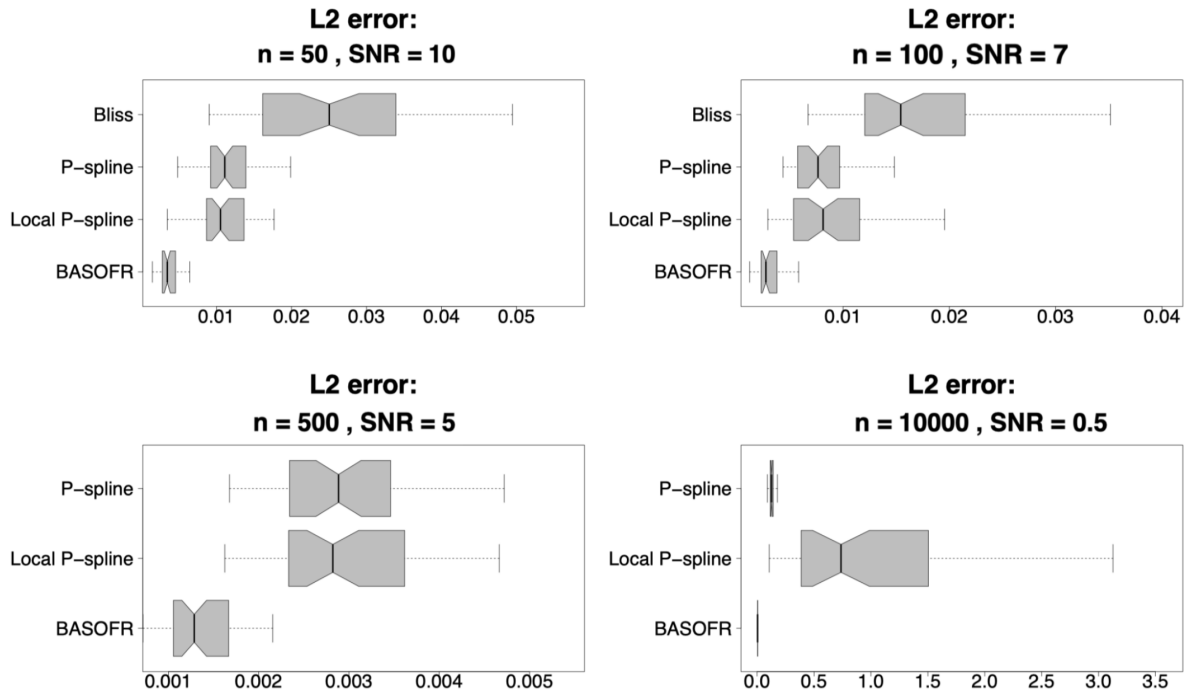 L2 error:
n = 50 , SNR = 10
Bliss
P−spline
Local P−spline
BASOFR
0.01 0.02 0.03 0.04 0.05
L2 error:
n = 100 , SNR = 7
Bliss
P−spline
Local P−spline
BASOFR
0.01 0.02 0.03 0.04
L2 error:
n = 500 , SNR = 5
P−spline
Local P−spline
BASOFR
0.001 0.002 0.003 0.004 0.005
L2 error:
n = 10000 , SNR = 0.5
P−spline
Local P−spline
BASOFR
0.0 0.5 1.0 1.5 2.0 2.5 3.0 3.5